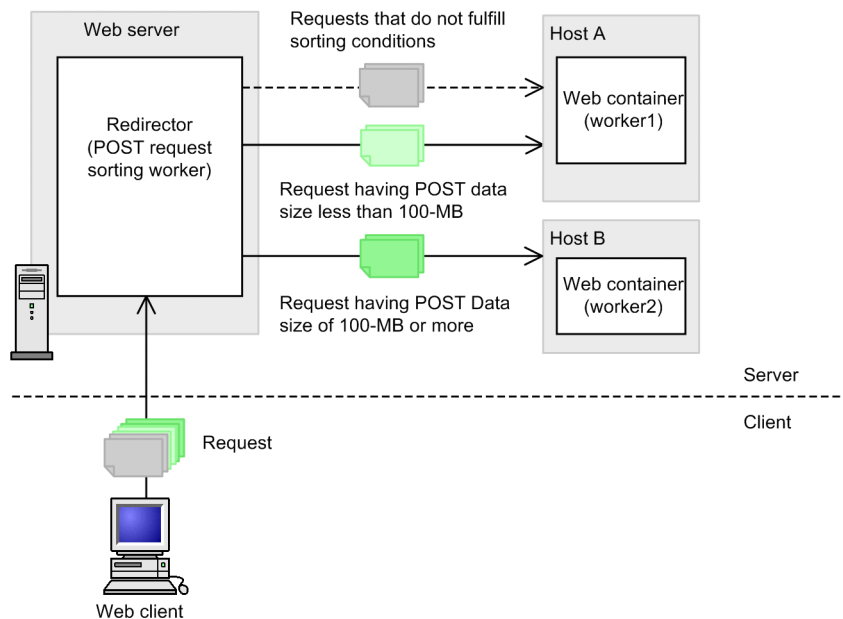 Web server
Redirector
(POST request
sorting worker)
Requests that do not fulfill
sorting conditions
Request having POST data
size less than 100-MB
Request having POST Data
size of 100-MB or more
Host A
Web container
(worker1)
Host B
Web container
(worker2)
Server
Client
Request
Web client